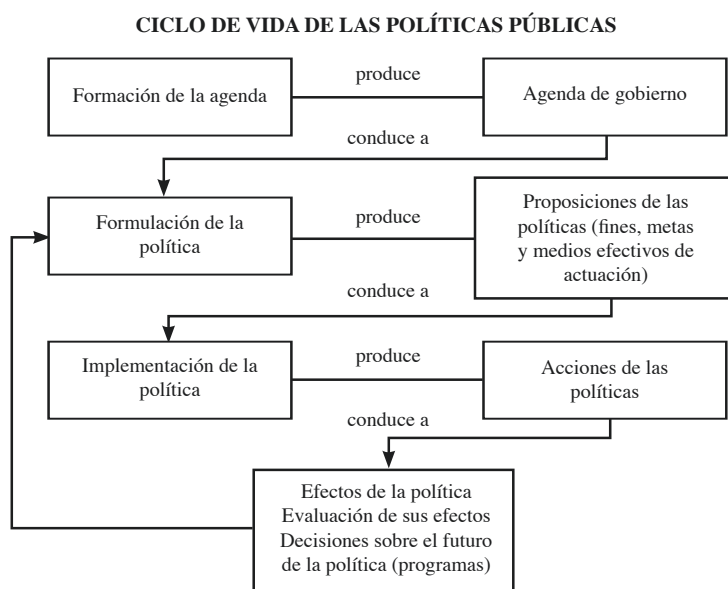 CICLO DE VIDA DE LAS POLÍTICAS PÚBLICAS
Formación de la agenda
produce
Agenda de gobierno
conduce a
Formulación de la
política
produce
Proposiciones de las
políticas (fines, metas
y medios efectivos de
actuación)
conduce a
Implementación de la
política
produce
Acciones de las
políticas
conduce a
Efectos de la política
Evaluación de sus efectos
Decisiones sobre el futuro
de la política (programas)